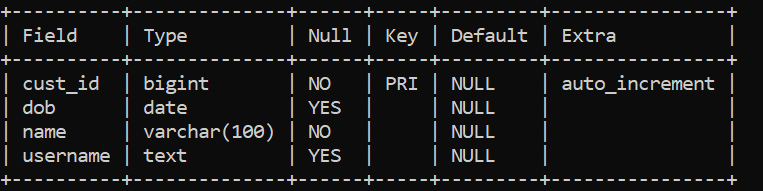 +----------+--------------+------+-----+---------+----------------+
| Field    | Type         | Null | Key | Default | Extra          |
+----------+--------------+------+-----+---------+----------------+
| cust_id  | bigint       | NO   | PRI | NULL    | auto_increment |
| dob      | date         | YES  |     | NULL    |                |
| name     | varchar(100) | NO   |     | NULL    |                |
| username | text         | YES  |     | NULL    |                |
+----------+--------------+------+-----+---------+----------------+